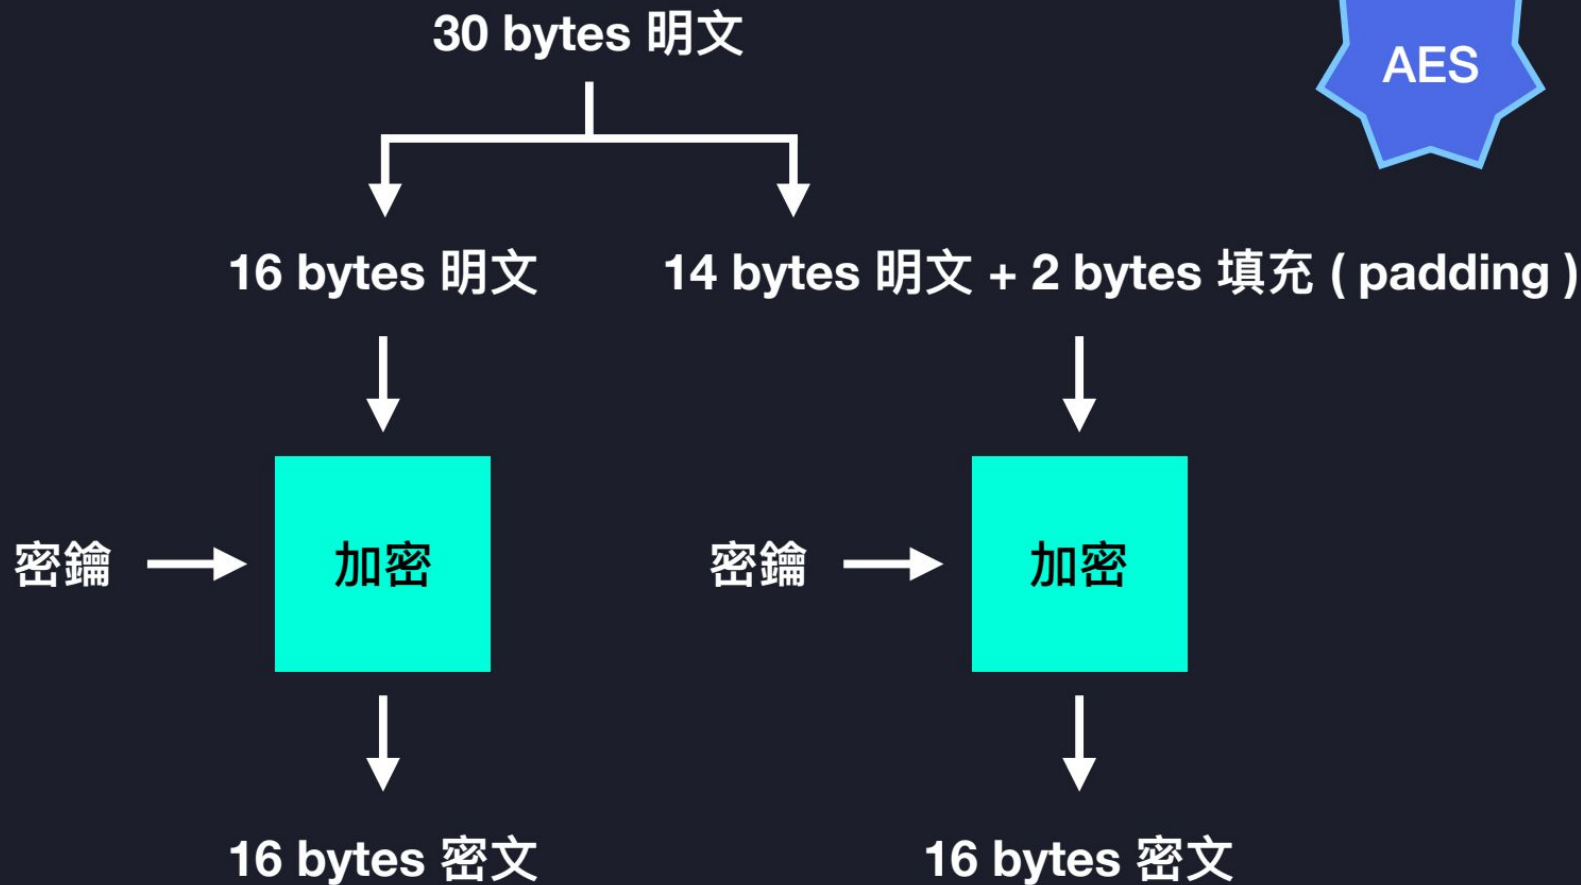 30 bytes 明文
AES
16 bytes 明文
14 bytes 明文 + 2 bytes 填充 ( padding )
密鑰
加密
密鑰
加密
16 bytes 密文
16 bytes 密文